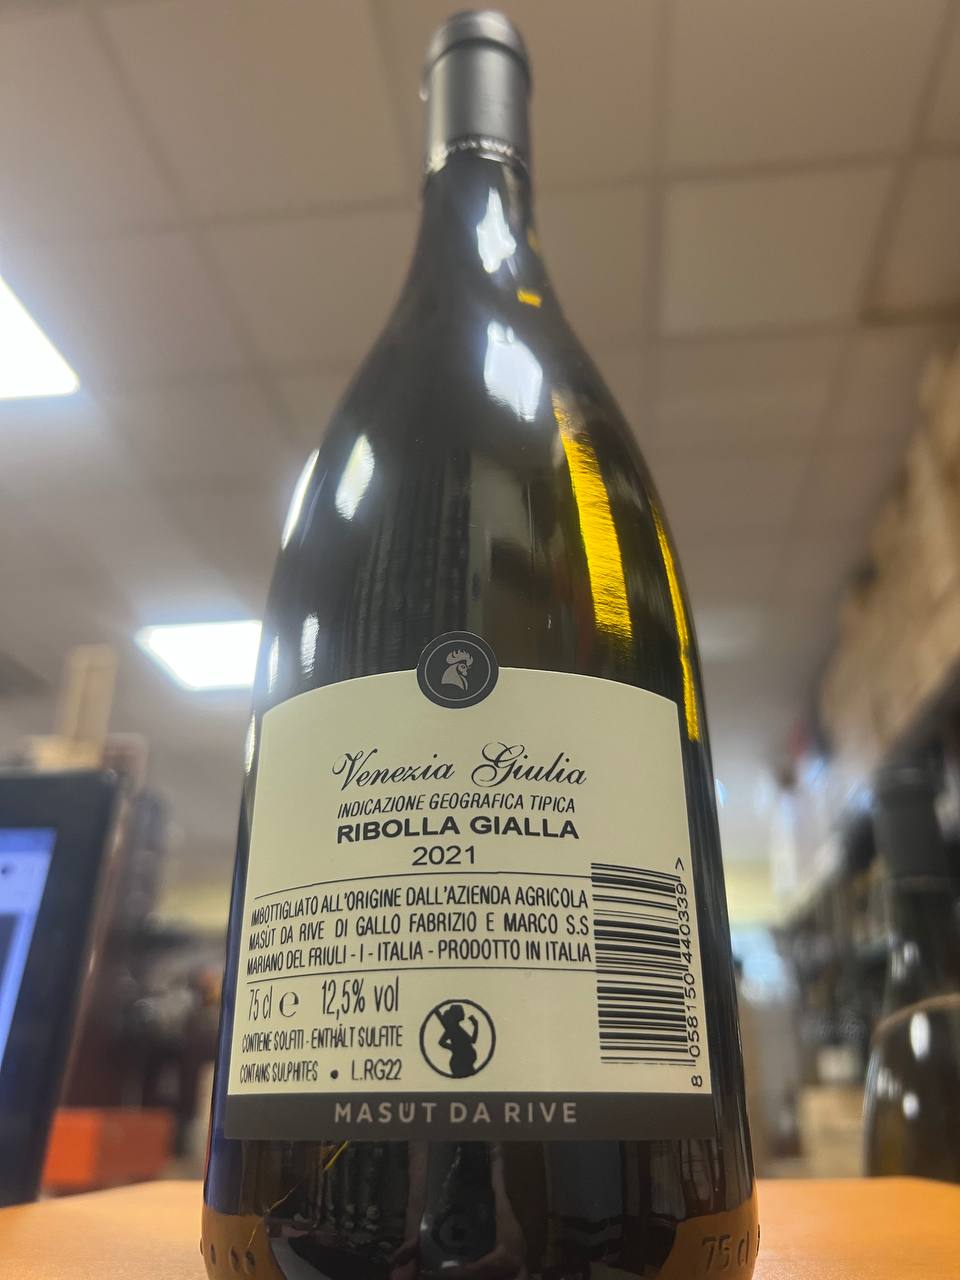 Venezia Giulia
INDICAZIONE GEOGRAFICA TIPICA
RIBOLLA GIALLA
2021
IMBOTTIGLIATO ALL'ORIGINE DALL'AZIENDA AGRICOLA
MASÙT DA RIVE DI GALLO FABRIZIO E MARCO S.S
MARIANO DEL FRIULI - I - ITALIA - PRODOTTO IN ITALIA
75 cl e 12,5% vol
CONTIENE SOLFITI - ENTHÄLT SULFITE
CONTAINS SULPHITES • L.RG22
8 058150 440339 >
MASÙT DA RIVE
75 cl